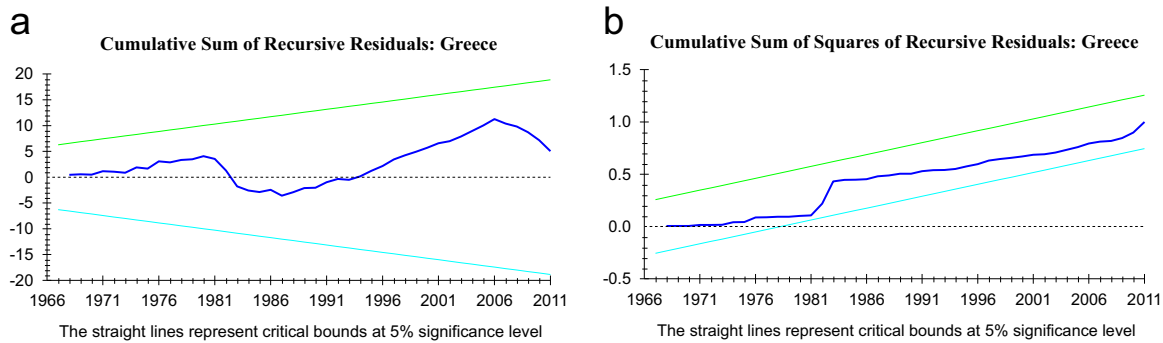 a
Cumulative Sum of Recursive Residuals: Greece
20
15
10
5
0
-5
-10
-15
-20
1966 1971 1976 1981 1986 1991 1996 2001 2006 2011
The straight lines represent critical bounds at 5% significance level
b
Cumulative Sum of Squares of Recursive Residuals: Greece
1.5
1.0
0.5
0.0
-0.5
1966 1971 1976 1981 1986 1991 1996 2001 2006 2011
The straight lines represent critical bounds at 5% significance level